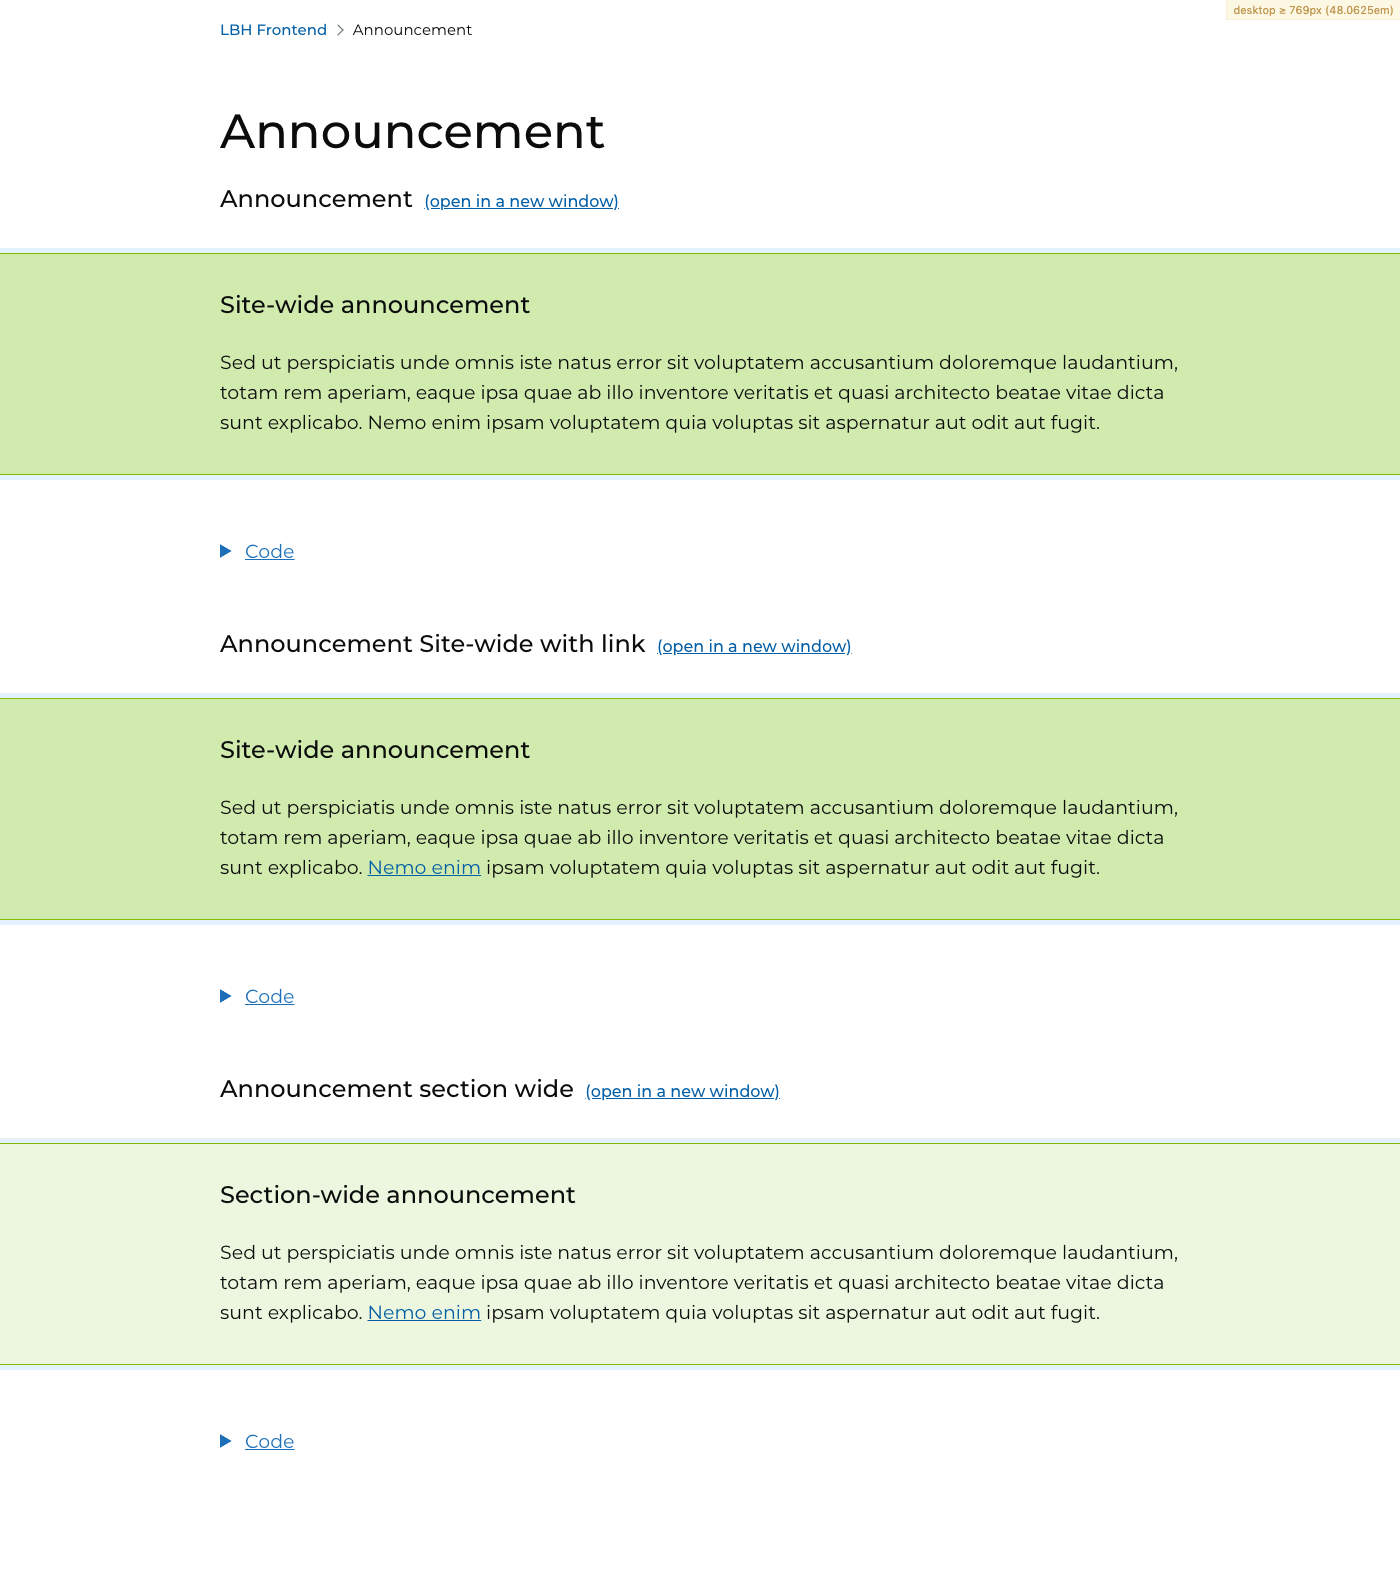 desktop ≥ 769px (48.0625em)
LBH Frontend > Announcement
Announcement
Announcement (open in a new window)
Site-wide announcement
Sed ut perspiciatis unde omnis iste natus error sit voluptatem accusantium doloremque laudantium,
totam rem aperiam, eaque ipsa quae ab illo inventore veritatis et quasi architecto beatae vitae dicta
sunt explicabo. Nemo enim ipsam voluptatem quia voluptas sit aspernatur aut odit aut fugit.
Code
Announcement Site-wide with link (open in a new window)
Site-wide announcement
Sed ut perspiciatis unde omnis iste natus error sit voluptatem accusantium doloremque laudantium,
totam rem aperiam, eaque ipsa quae ab illo inventore veritatis et quasi architecto beatae vitae dicta
sunt explicabo. Nemo enim ipsam voluptatem quia voluptas sit aspernatur aut odit aut fugit.
Code
Announcement section wide (open in a new window)
Section-wide announcement
Sed ut perspiciatis unde omnis iste natus error sit voluptatem accusantium doloremque laudantium,
totam rem aperiam, eaque ipsa quae ab illo inventore veritatis et quasi architecto beatae vitae dicta
sunt explicabo. Nemo enim ipsam voluptatem quia voluptas sit aspernatur aut odit aut fugit.
Code